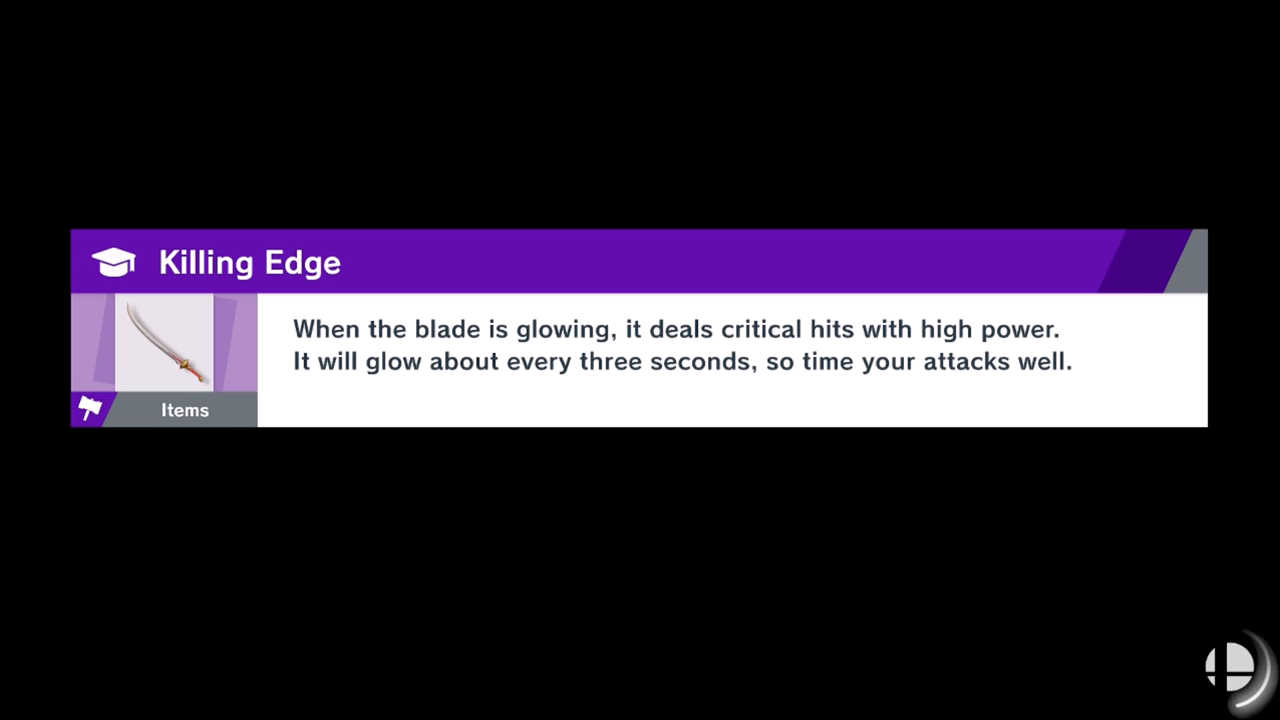 Killing Edge
When the blade is glowing, it deals critical hits with high power.
It will glow about every three seconds, so time your attacks well.
Items